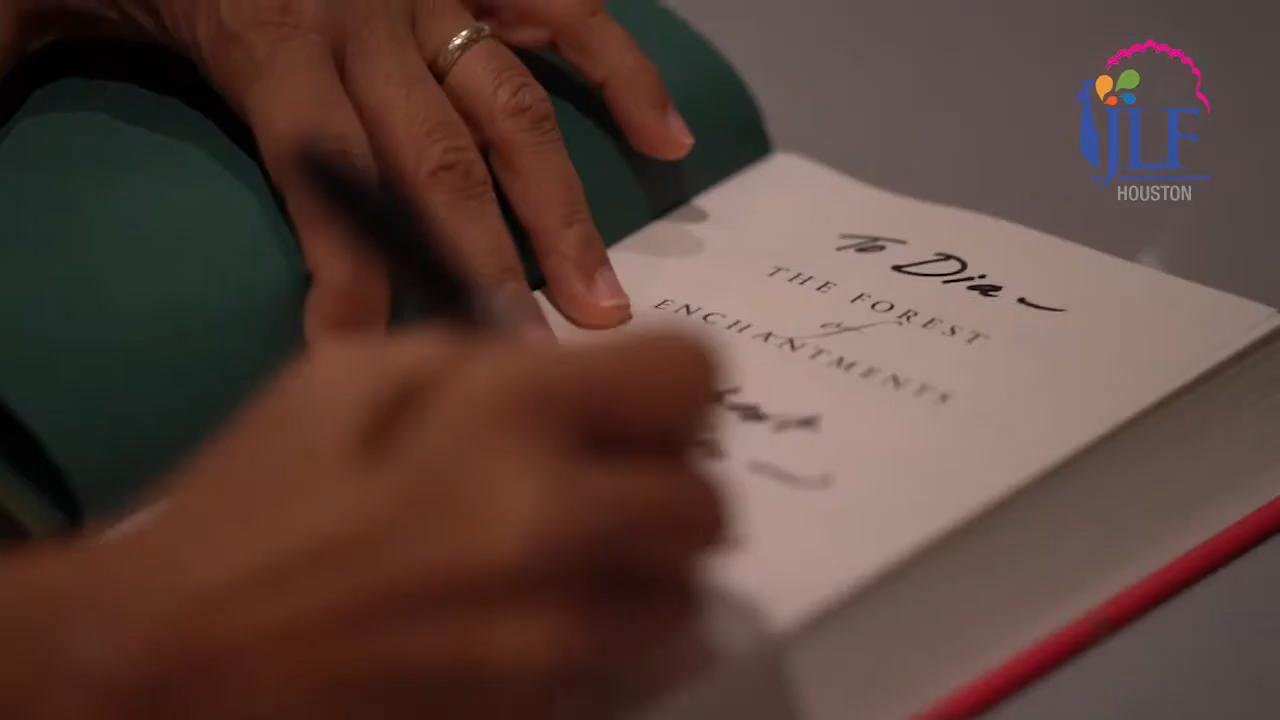 JLF
HOUSTON
To Dia
THE FOREST
of
ENCHANTMENTS